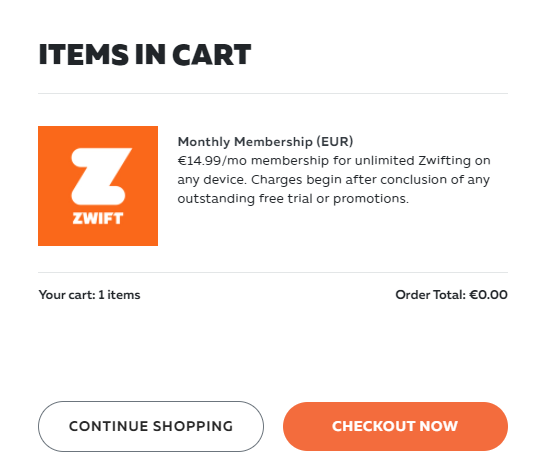 ITEMS IN CART
Monthly Membership (EUR)
€14.99/mo membership for unlimited Zwifting on
any device. Charges begin after conclusion of any
outstanding free trial or promotions.
ZWIFT
Your cart: 1 items
Order Total: €0.00
CONTINUE SHOPPING
CHECKOUT NOW